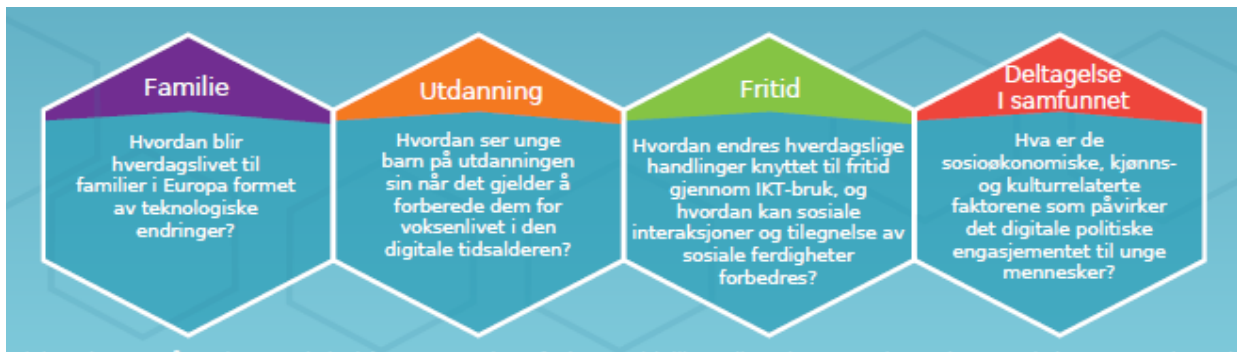 Familie
Hvordan blir
hverdagslivet til
familier i Europa formet
av teknologiske
endringer?
Utdanning
Hvordan ser unge
barn på utdanningen
sin når det gjelder å
forberede dem for
voksenlivet i den
digitale tidsalderen?
Fritid
Hvordan endres hverdagslige
handlinger knyttet til fritid
gjennom IKT-bruk, og
hvordan kan sosiale
interaksjoner og tilegnelse av
sosiale ferdigheter
forbedres?
Deltagelse
I samfunnet
Hva er de
sosioøkonomiske, kjønns-
og kulturrelaterte
faktorene som påvirker
det digitale politiske
engasjementet til unge
mennesker?